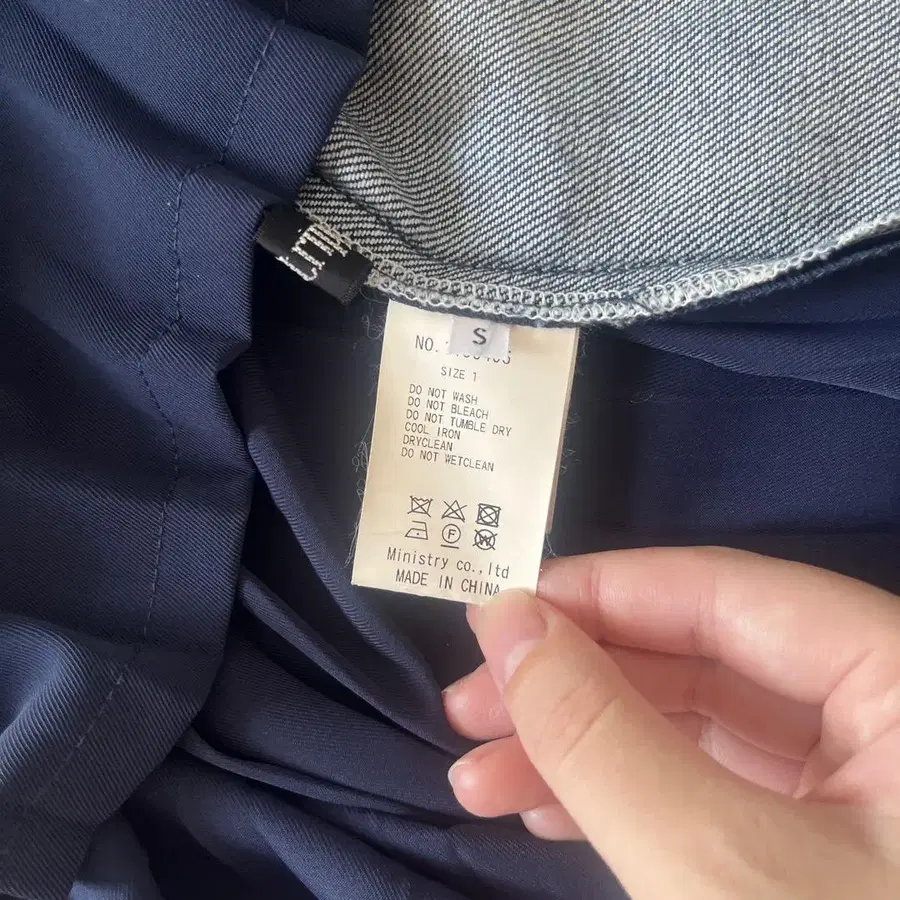 S
NO.
SIZE 1
DO NOT WASH
DO NOT BLEACH
DO NOT TUMBLE DRY
COOL IRON
DRYCLEAN
DO NOT WETCLEAN
F
W
Ministry co.,ltd
MADE IN CHINA